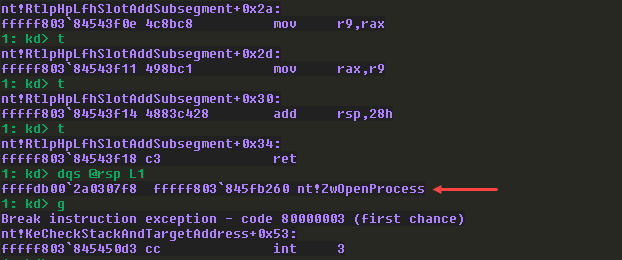 nt!RtlpHpLfhSlotAddSubsegment+0x2a:
fffff803`84543f0e 4c8bc8 mov r9,rax
1: kd> t
nt!RtlpHpLfhSlotAddSubsegment+0x2d:
fffff803`84543f11 498bc1 mov rax,r9
1: kd> t
nt!RtlpHpLfhSlotAddSubsegment+0x30:
fffff803`84543f14 4883c428 add rsp,28h
1: kd> t
nt!RtlpHpLfhSlotAddSubsegment+0x34:
fffff803`84543f18 c3 ret
1: kd> dqs @rsp L1
ffffdb00`2a0307f8 fffff803`845fb260 nt!ZwOpenProcess
1: kd> g
Break instruction exception - code 80000003 (first chance)
nt!KeCheckStackAndTargetAddress+0x53:
fffff803`845450d3 cc int 3